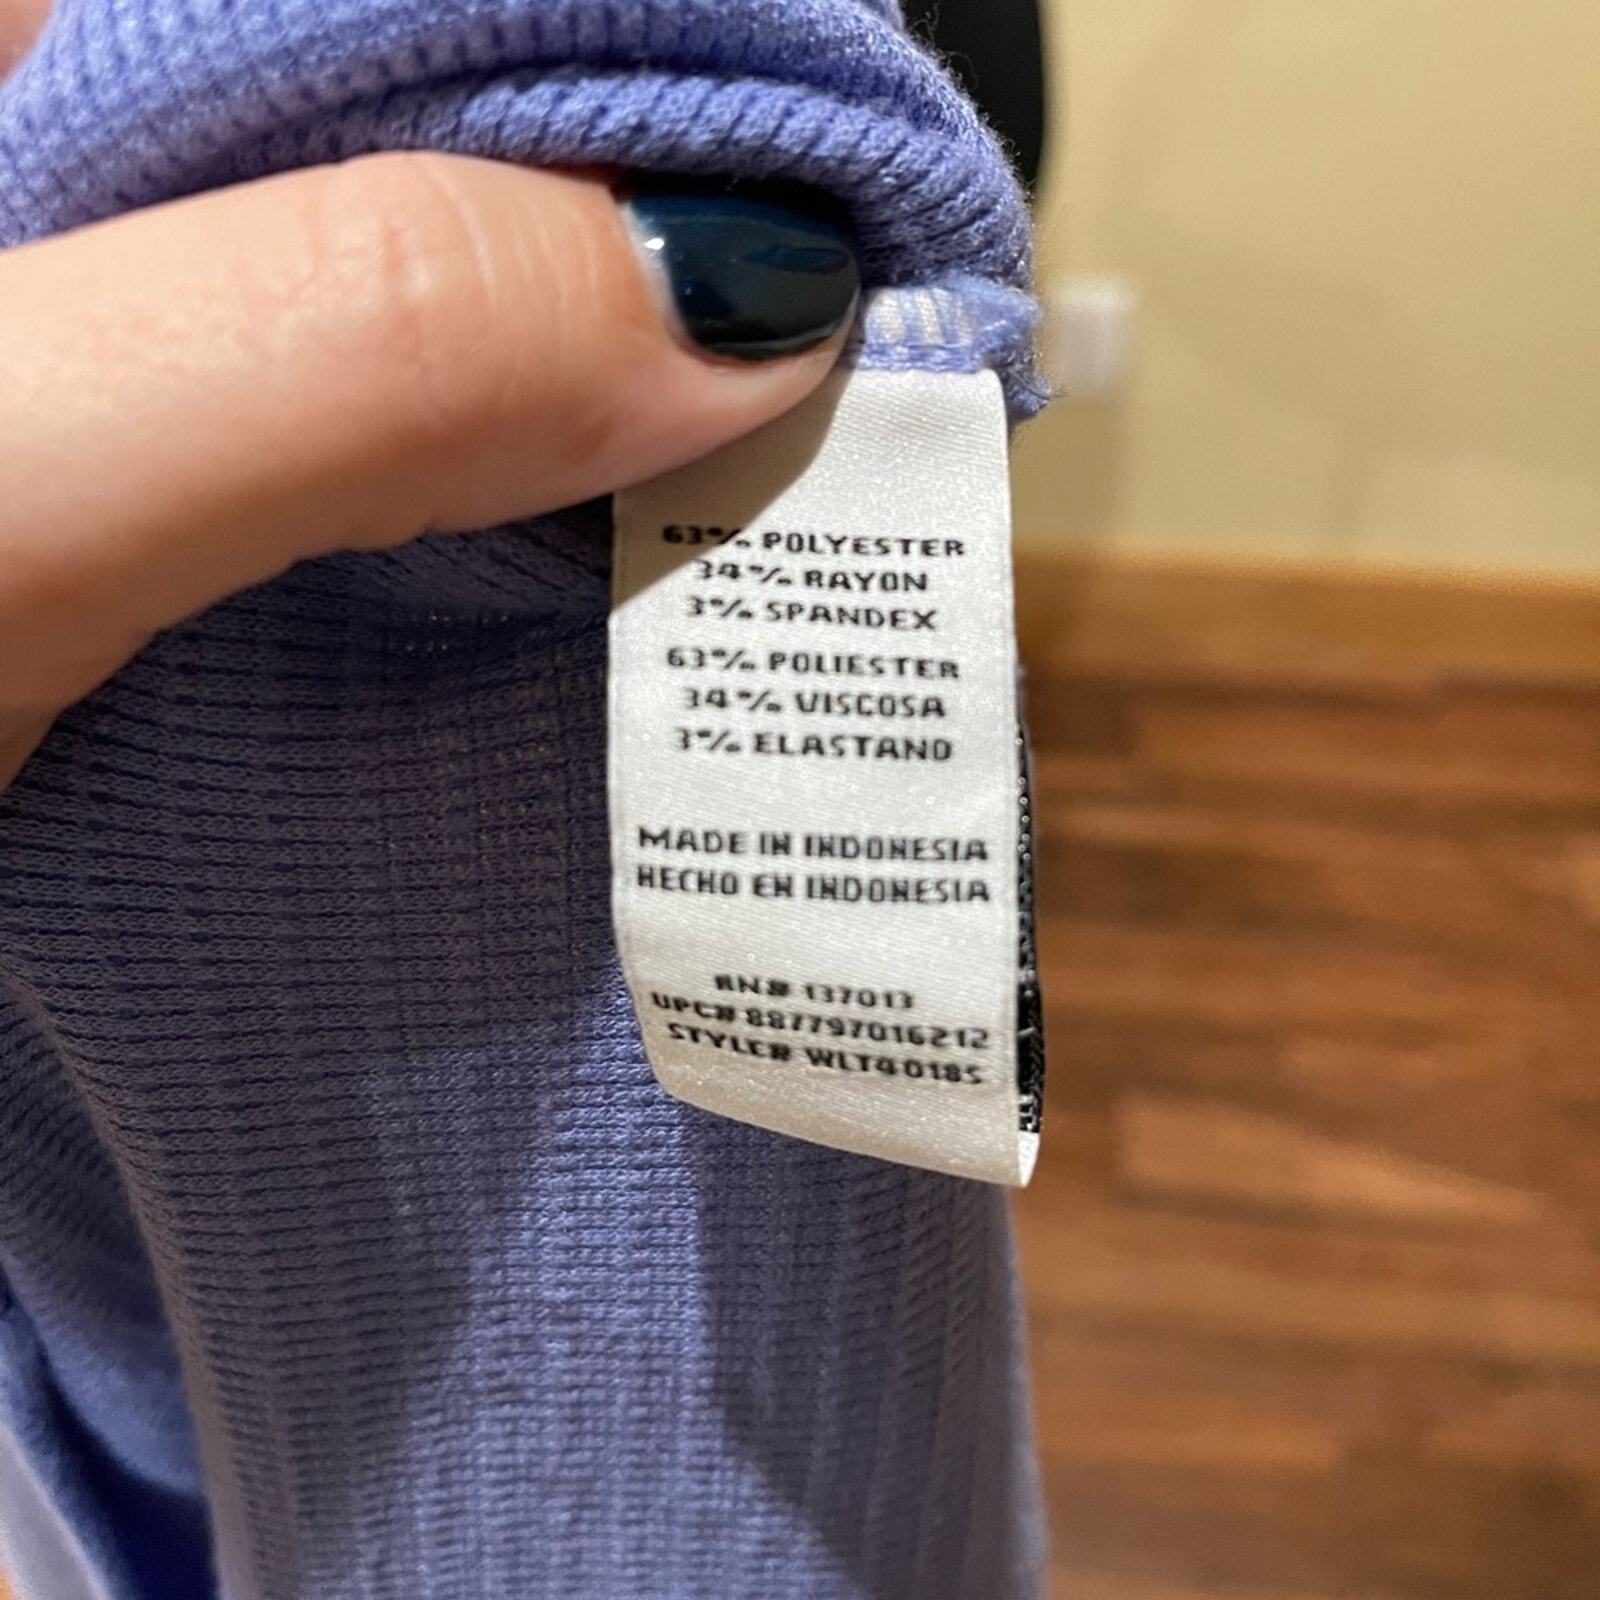 63% POLYESTER
34% RAYON
3% SPANDEX
63% POLIESTER
34% VISCOSA
3% ELASTANO
MADE IN INDONESIA
HECHO EN INDONESIA
RN# 137013
UPC# 887797016212
STYLE# WLT40185